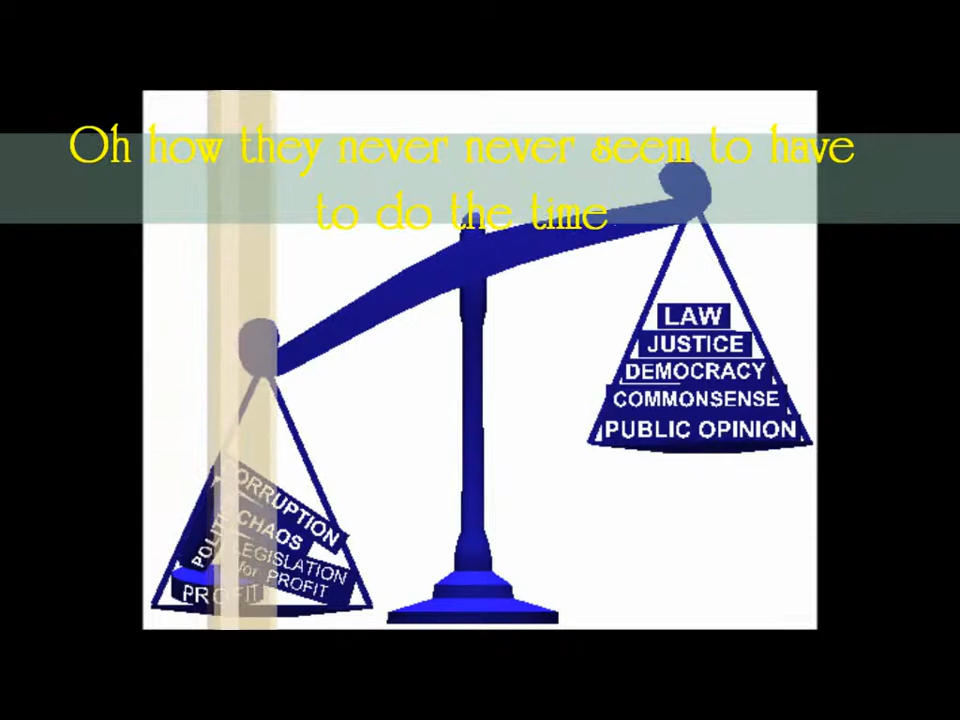 Oh how they never never seem to have
to do the time
LAW
JUSTICE
DEMOCRACY
COMMONSENSE
PUBLIC OPINION
CORRUPTION
CHAOS
LEGISLATION
for PROFIT
PROFIT